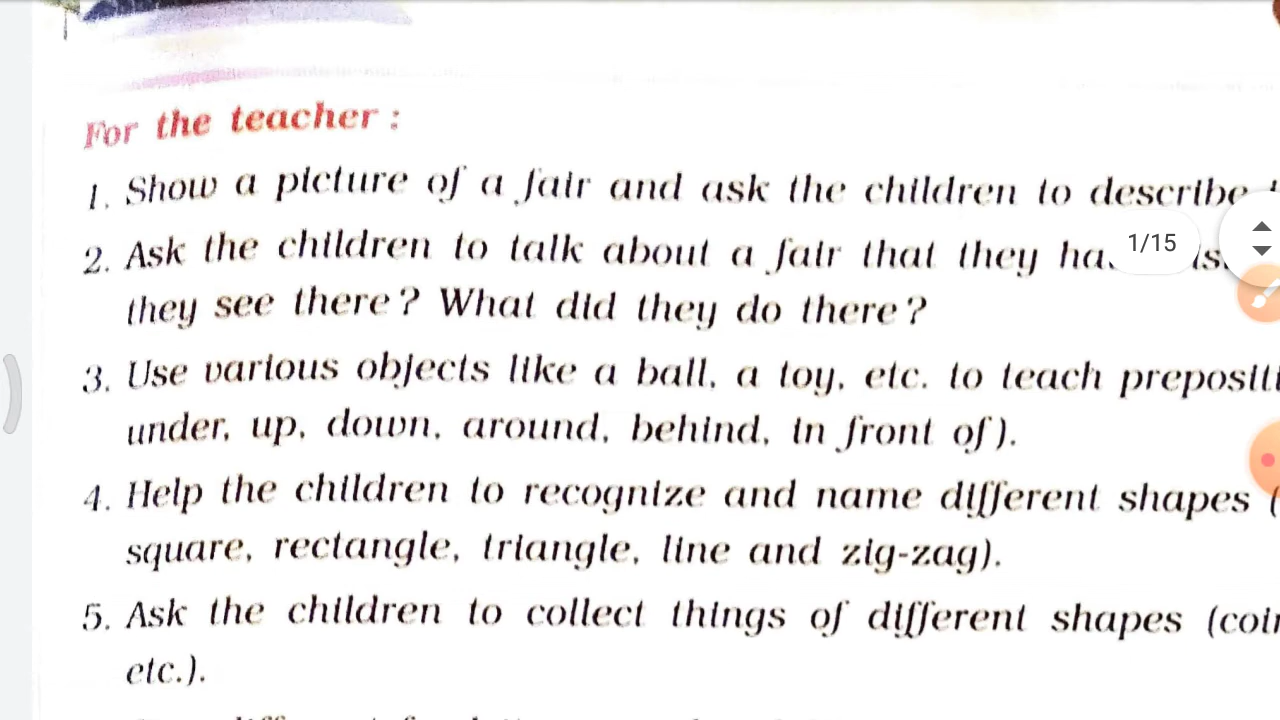 For the teacher :
1. Show a picture of a fair and ask the children to describe
2. Ask the children to talk about a fair that they
1/15
they see there? What did they do there?
3. Use various objects like a ball, a toy, etc. to teach
under, up, down, around, behind, in front of).
4. Help the children to recognize and name different shapes (
square, rectangle, triangle, line and zig-zag).
5. Ask the children to collect things of different shapes
etc.).